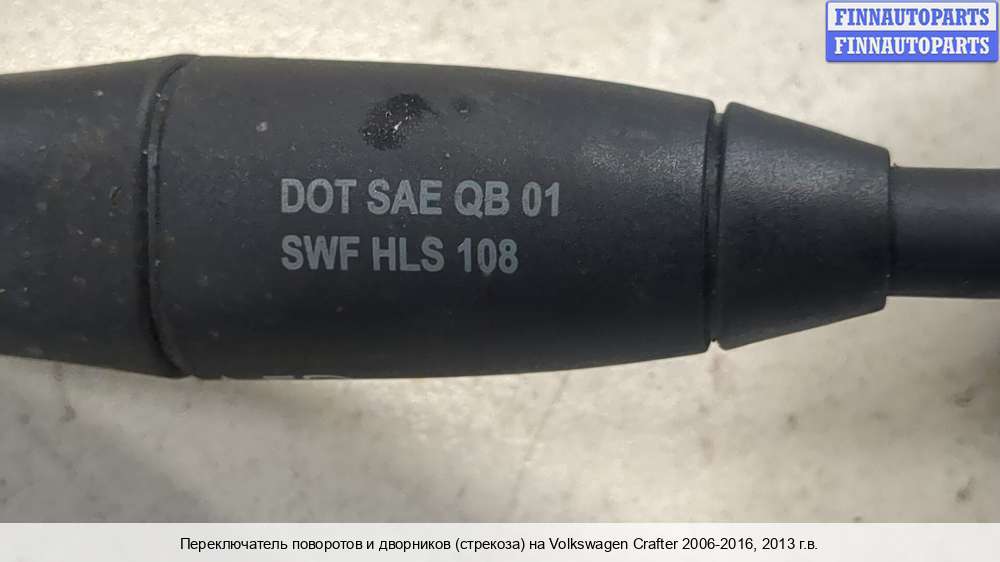 FINNAUTOPARTS
FINNAUTOPARTS
DOT SAE QB 01
SWF HLS 108
Переключатель поворотов и дворников (стрекоза) на Volkswagen Crafter 2006-2016, 2013 г.в.